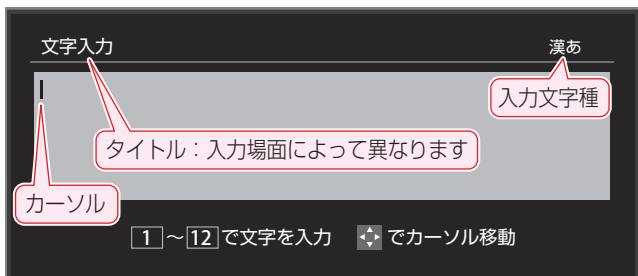 文字入力
漢あ
入力文字種
タイトル：入力場面によって異なります
カーソル
1～12で文字を入力 でカーソル移動